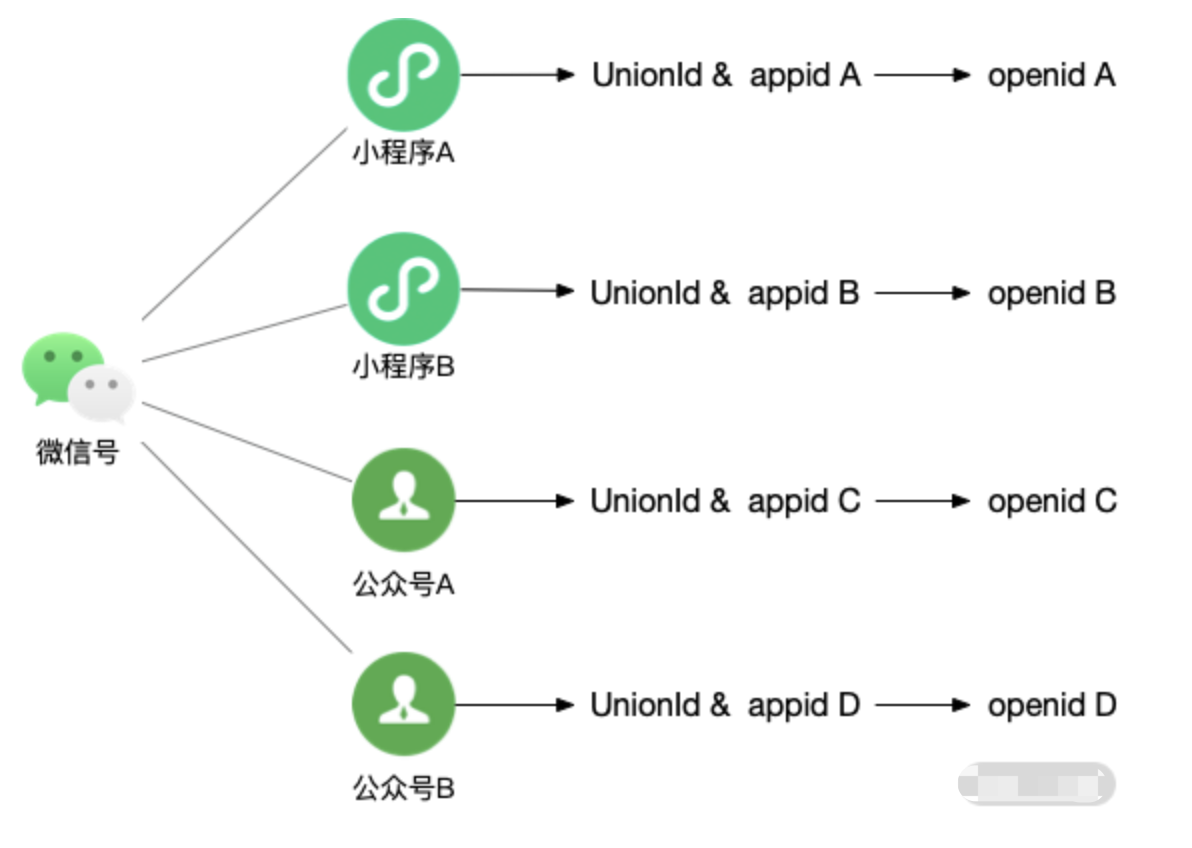 UnionId & appid A
openid A
小程序A
UnionId & appid B
openid B
小程序B
微信号
UnionId & appid C
openid C
公众号A
UnionId & appid D
openid D
公众号B